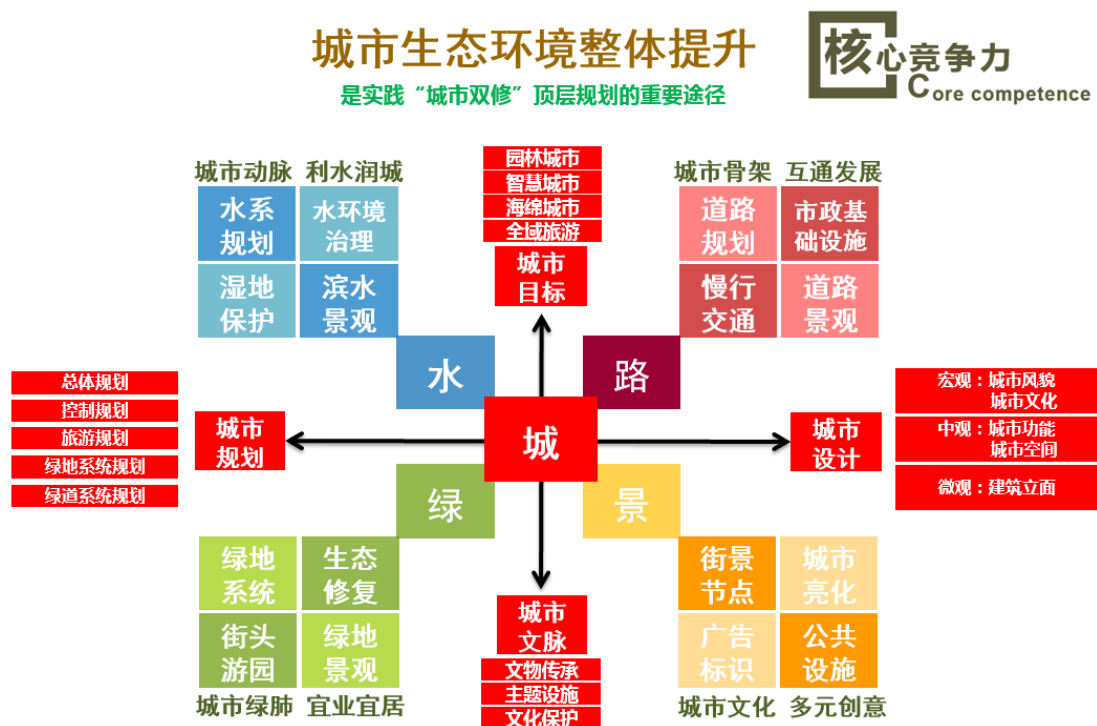 城市生态环境整体提升
是实践“城市双修”顶层规划的重要途径
核心竞争力
Core competence
城市动脉 利水润城
水系
规划
水环境
治理
湿地
保护
滨水
景观
园林城市
智慧城市
海绵城市
全域旅游
城市
目标
城市骨架 互通发展
道路
规划
市政基
础设施
慢行
交通
道路
景观
水
路
总体规划
控制规划
旅游规划
绿地系统规划
绿道系统规划
城市
规划
城
城市
设计
宏观：城市风貌
城市文化
中观：城市功能
城市空间
微观：建筑立面
绿
景
绿地
系统
生态
修复
街头
游园
绿地
景观
城市绿肺 宜业宜居
城市
文脉
文物传承
主题设施
文化保护
街景
节点
城市
亮化
广告
标识
公共
设施
城市文化 多元创意